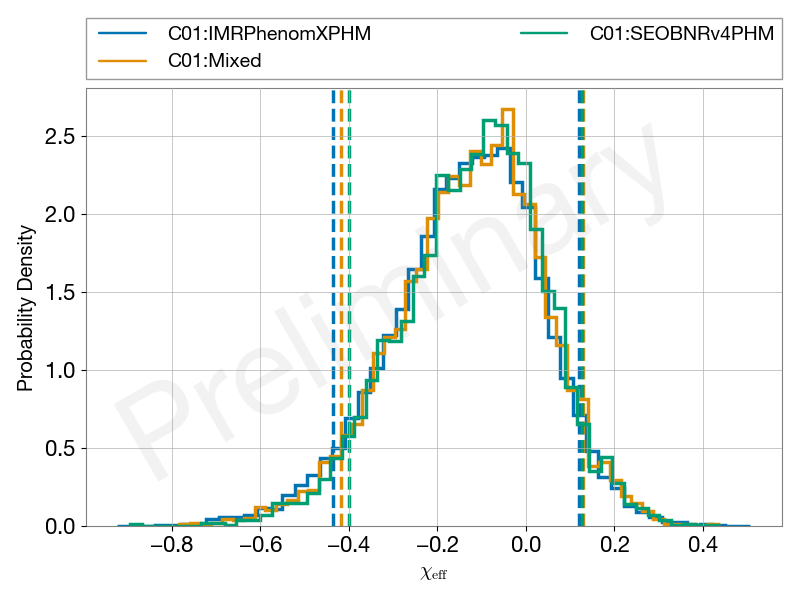 C01:IMRPhenomXPHM
C01:Mixed
C01:SEOBNRv4PHM
2.5
2.0
1.5
1.0
0.5
0.0
Probability Density
Preliminary
−0.8 −0.6 −0.4 −0.2 0.0 0.2 0.4
χeff